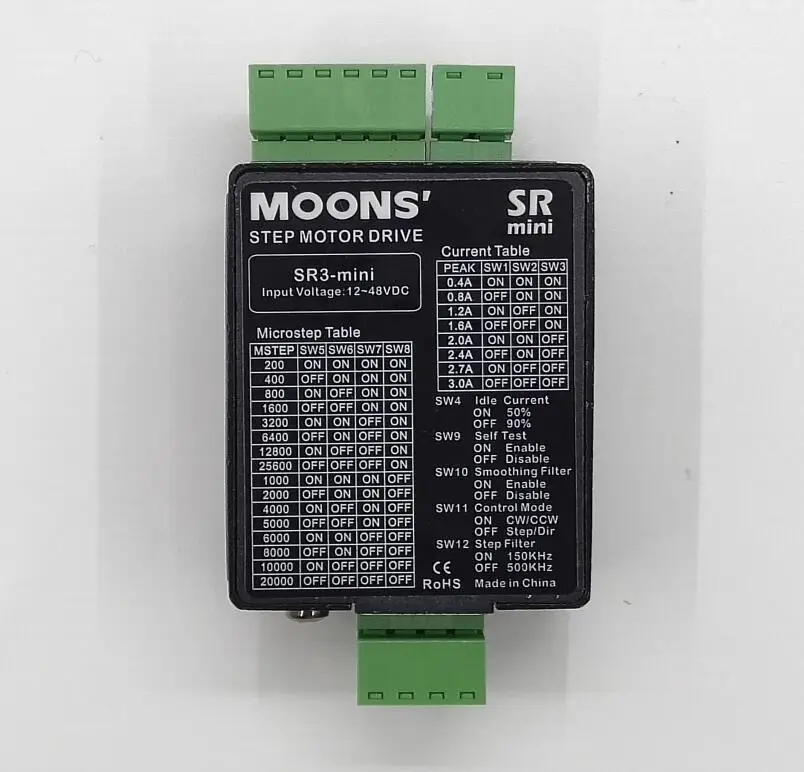 MOONS'
STEP MOTOR DRIVE
SR
mini
SR3-mini
Input Voltage:12~48VDC
Microstep Table
MSTEP SW5 SW6 SW7 SW8
200 ON ON ON ON
400 OFF ON ON ON
800 ON OFF ON ON
1600 OFF OFF ON ON
3200 ON ON OFF ON
6400 OFF ON OFF ON
12800 ON OFF OFF ON
25600 OFF OFF OFF ON
1000 ON ON ON OFF
2000 OFF ON ON OFF
4000 ON OFF ON OFF
5000 OFF OFF ON OFF
6000 ON ON OFF OFF
8000 OFF ON OFF OFF
10000 ON OFF OFF OFF
20000 OFF OFF OFF OFF
Current Table
PEAK SW1 SW2 SW3
0.4A ON ON ON
0.8A OFF ON ON
1.2A ON OFF ON
1.6A OFF OFF ON
2.0A ON ON OFF
2.4A OFF ON OFF
2.7A ON OFF OFF
3.0A OFF OFF OFF
SW4 Idle Current
ON 50%
OFF 90%
SW9 Self Test
ON Enable
OFF Disable
SW10 Smoothing Filter
ON Enable
OFF Disable
SW11 Control Mode
ON CW/CCW
OFF Step/Dir
SW12 Step Filter
ON 150KHz
OFF 500KHz
CE
RoHS Made in China